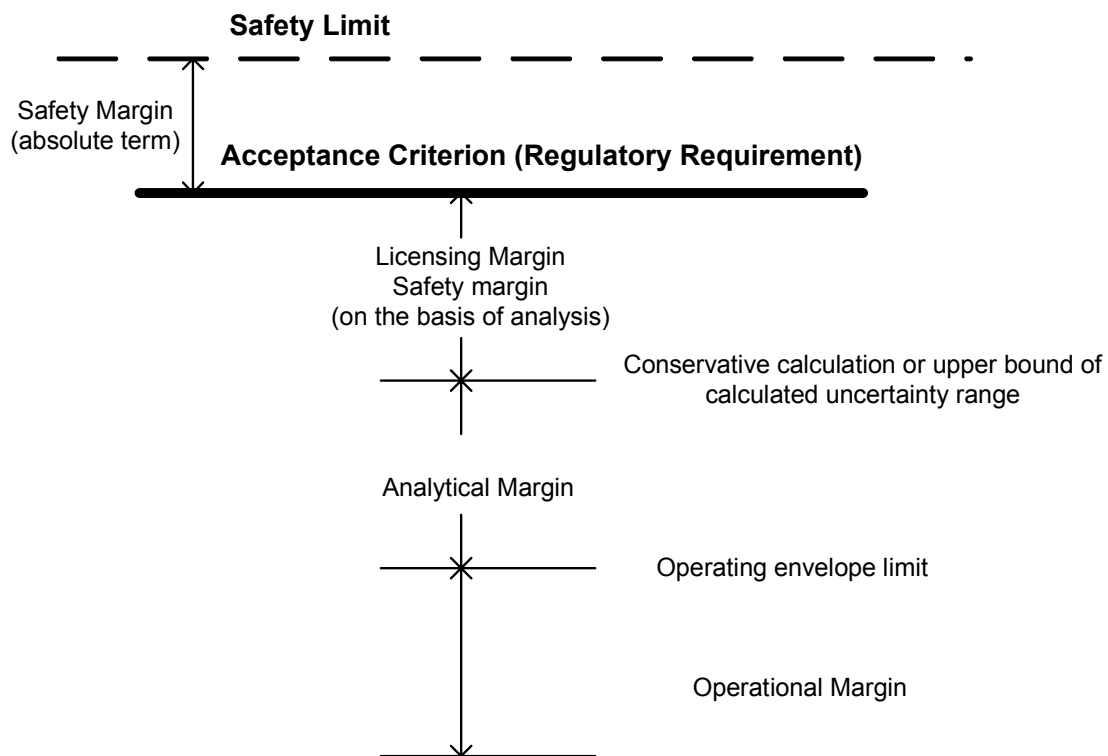 Safety Limit
Safety Margin
(absolute term)
Acceptance Criterion (Regulatory Requirement)
Licensing Margin
Safety margin
(on the basis of analysis)
Conservative calculation or upper bound of
calculated uncertainty range
Analytical Margin
Operating envelope limit
Operational Margin